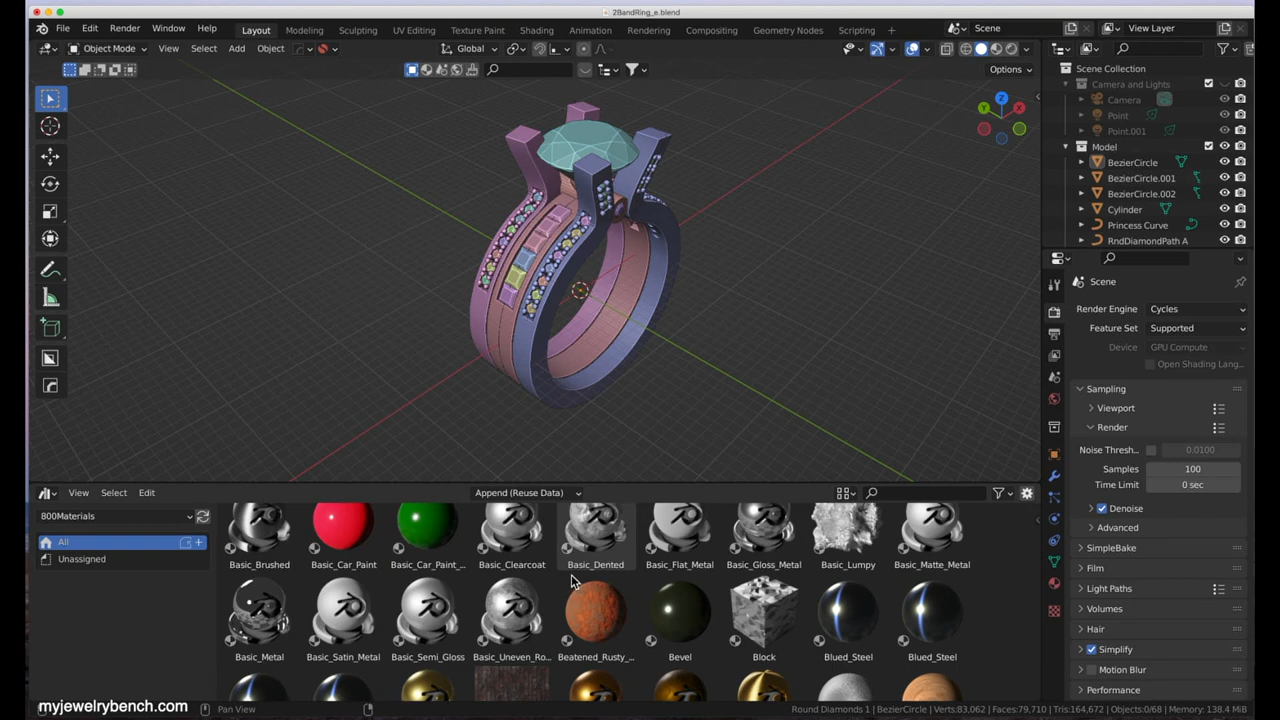 2BandRing_e.blend
File Edit Render Window Help Layout Modeling Sculpting UV Editing Texture Paint Shading Animation Rendering Compositing Geometry Nodes Scripting + Scene View Layer
Object Mode View Select Add Object Global
Options
Z
Y X
Scene Collection
Camera and Lights
Camera
Point
Point.001
Model
BezierCircle
BezierCircle.001
BezierCircle.002
Cylinder
Princess Curve
RndDiamondPath A
Scene
Render Engine Cycles
Feature Set Supported
Device GPU Compute
Open Shading Lang...
Sampling
Viewport
Render
Noise Thresh... 0.0100
Samples 100
Time Limit 0 sec
Denoise
Advanced
SimpleBake
Film
Light Paths
Volumes
Hair
Simplify
Motion Blur
Performance
View Select Edit Append (Reuse Data)
800Materials
All
Unassigned
Basic_Brushed Basic_Car_Paint Basic_Car_Paint_... Basic_Clearcoat Basic_Dented Basic_Flat_Metal Basic_Gloss_Metal Basic_Lumpy Basic_Matte_Metal
Basic_Metal Basic_Satin_Metal Basic_Semi_Gloss Basic_Uneven_Ro... Beatened_Rusty_... Bevel Block Blued_Steel Blued_Steel
myjewelrybench.com
Pan View
Round Diamonds 1 | BezierCircle | Verts:83,062 | Faces:79,710 | Tris:164,672 | Objects:0/68 | Memory: 138.4 MiB